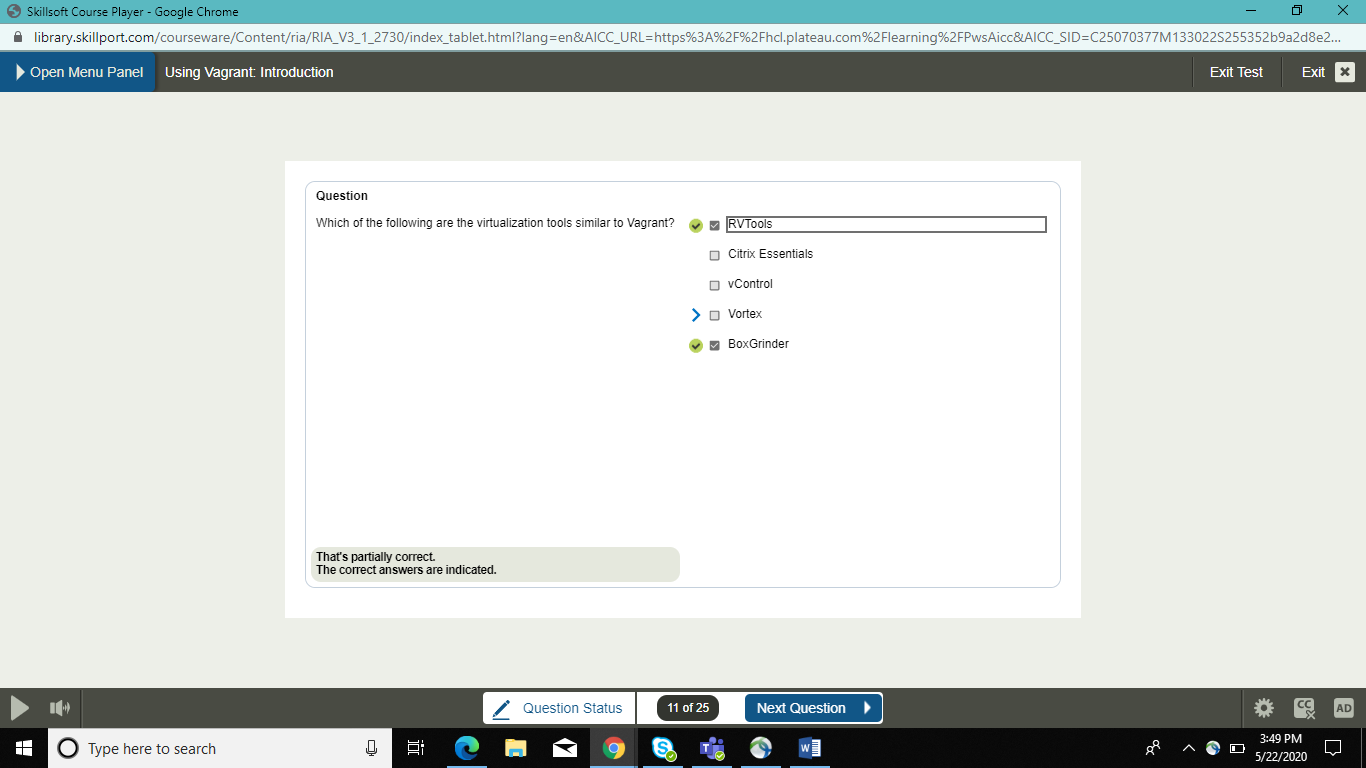 Skillsoft Course Player - Google Chrome
library.skillport.com/courseware/Content/ria/RIA_V3_1_2730/index_tablet.html?lang=en&AICC_URL=https%3A%2F%2Fhcl.plateau.com%2Flearning%2FPwsAicc&AICC_SID=C25070377M133022S255352b9a2d8e2...
Open Menu Panel Using Vagrant: Introduction Exit Test Exit
Question
Which of the following are the virtualization tools similar to Vagrant?
RVTools
Citrix Essentials
vControl
Vortex
BoxGrinder
That's partially correct.
The correct answers are indicated.
Question Status 11 of 25 Next Question CC AD
Type here to search
3:49 PM
5/22/2020